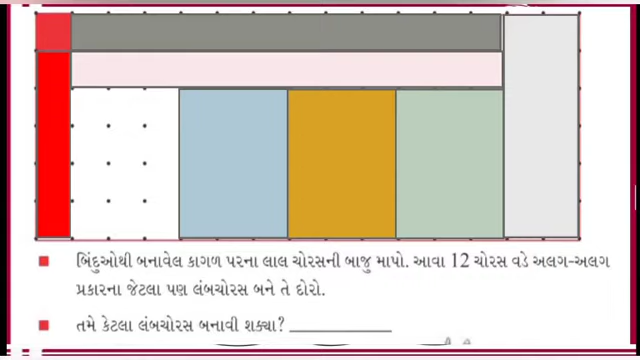 બિંદુઓથી બનાવેલ કાગળ પરના લાલ ચોરસની બાજુ માપો. આવા 12 ચોરસ વડે અલગ-અલગ
પ્રકારના જેટલા પણ લંબચોરસ બને તે દોરો.
તમે કેટલા લંબચોરસ બનાવી શક્યા?